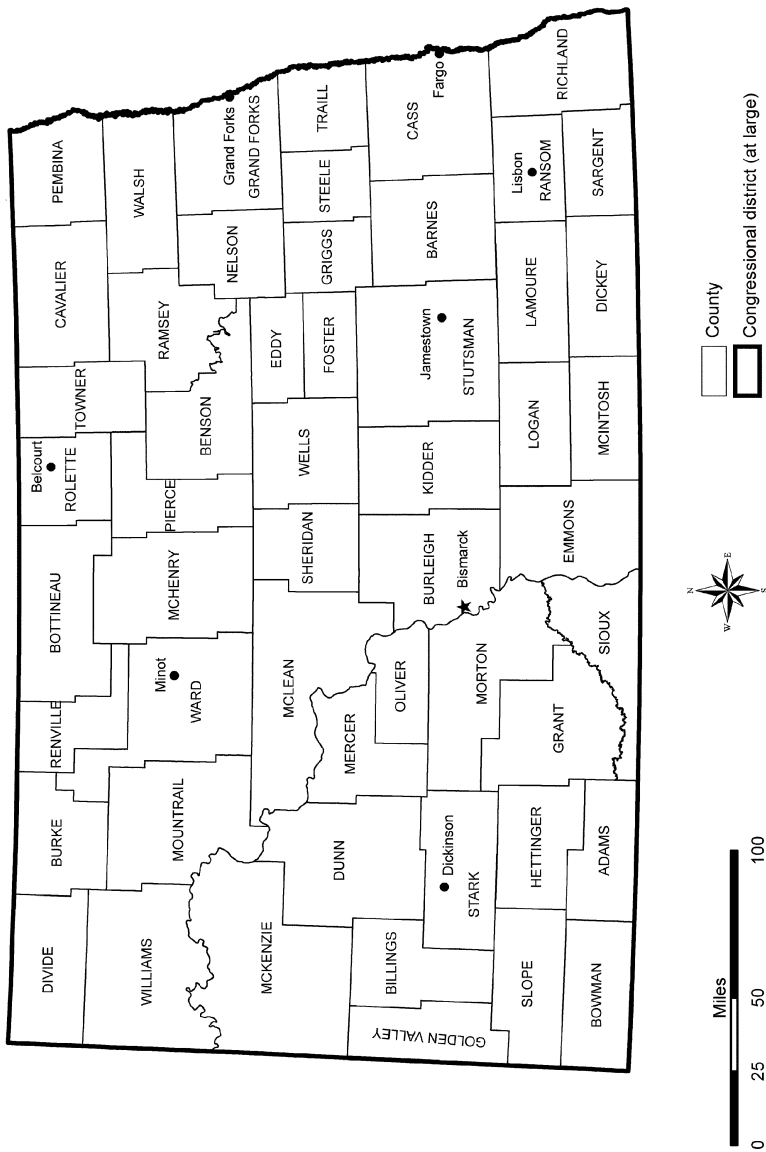 DIVIDE
BURKE
RENVILLE
BOTTINEAU
Belcourt
ROLETTE
TOWNER
CAVALIER
PEMBINA
WILLIAMS
MOUNTRAIL
Minot
WARD
MCHENRY
PIERCE
BENSON
RAMSEY
WALSH
NELSON
Grand Forks
GRAND FORKS
MCKENZIE
DUNN
MCLEAN
MERCER
OLIVER
SHERIDAN
WELLS
EDDY
FOSTER
GRIGGS
STEELE
TRAILL
GOLDEN VALLEY
BILLINGS
Dickinson
STARK
MORTON
BURLEIGH
Bismarck
KIDDER
Jamestown
STUTSMAN
BARNES
CASS
Fargo
SLOPE
HETTINGER
GRANT
SIOUX
EMMONS
LOGAN
LAMOURE
Lisbon
RANSOM
RICHLAND
BOWMAN
ADAMS
MCINTOSH
DICKEY
SARGENT
Miles
0 25 50 100
N
W
E
S
County
Congressional district (at large)